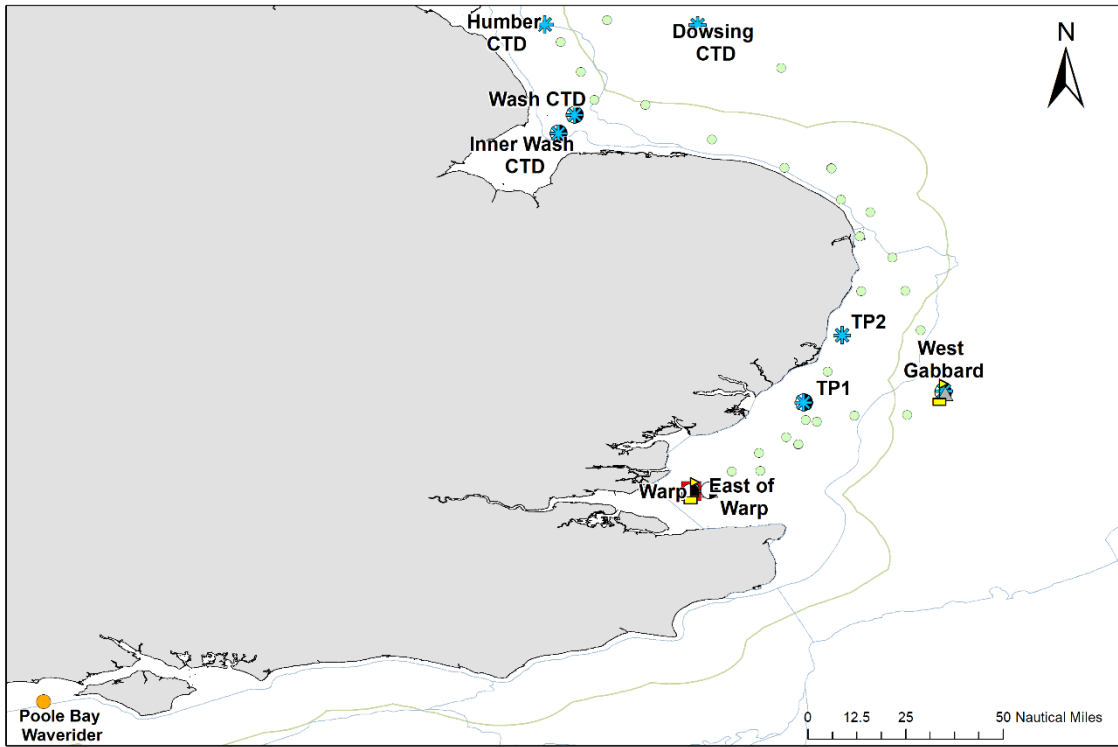 Humber
CTD
Dowsing
CTD
N
Wash CTD
Inner Wash
CTD
TP2
West
Gabbard
TP1
Warp
East of
Warp
Poole Bay
Waverider
0 12.5 25 50 Nautical Miles